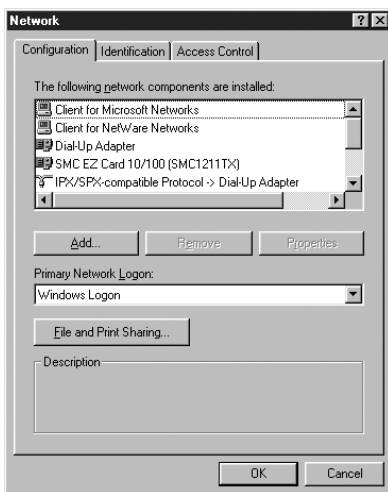 Network
Configuration Identification Access Control
The following network components are installed:
Client for Microsoft Networks
Client for NetWare Networks
Dial-Up Adapter
SMC EZ Card 10/100 (SMC1211TX)
IPX/SPX-compatible Protocol -> Dial-Up Adapter
Add... Remove Properties
Primary Network Logon:
Windows Logon
File and Print Sharing...
Description
OK Cancel